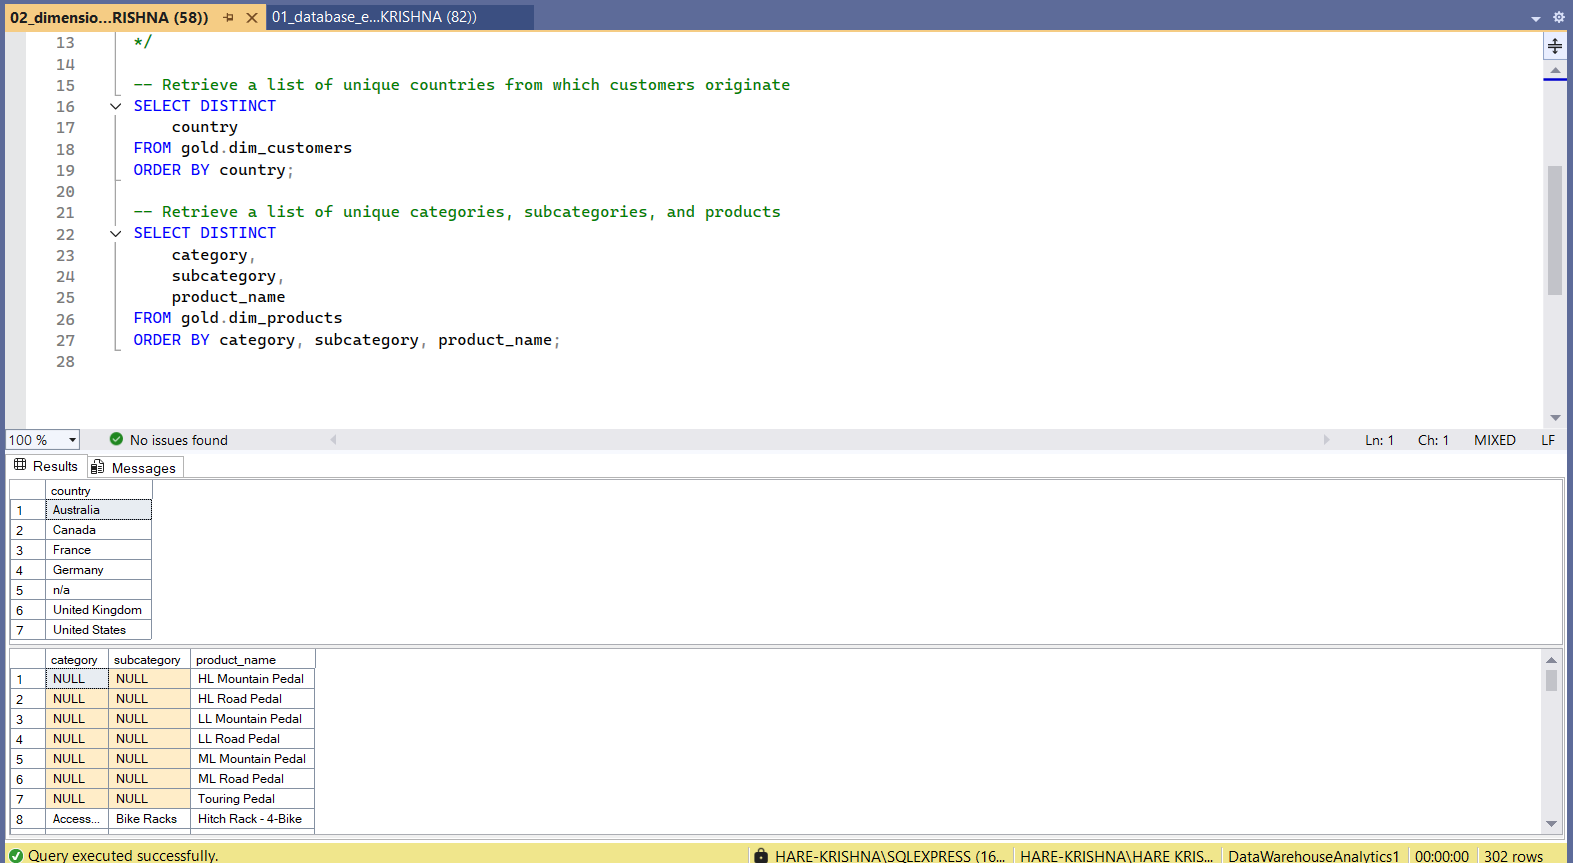 02_dimensio...RISHNA (58)) 01_database_e...KRISHNA (82))
13 */
14
15 -- Retrieve a list of unique countries from which customers originate
16 SELECT DISTINCT
17 country
18 FROM gold.dim_customers
19 ORDER BY country;
20
21 -- Retrieve a list of unique categories, subcategories, and products
22 SELECT DISTINCT
23 category,
24 subcategory,
25 product_name
26 FROM gold.dim_products
27 ORDER BY category, subcategory, product_name;
28
100 % No issues found Ln: 1 Ch: 1 MIXED LF
Results Messages
country
1 Australia
2 Canada
3 France
4 Germany
5 n/a
6 United Kingdom
7 United States
category subcategory product_name
1 NULL NULL HL Mountain Pedal
2 NULL NULL HL Road Pedal
3 NULL NULL LL Mountain Pedal
4 NULL NULL LL Road Pedal
5 NULL NULL ML Mountain Pedal
6 NULL NULL ML Road Pedal
7 NULL NULL Touring Pedal
8 Access... Bike Racks Hitch Rack - 4-Bike
Query executed successfully. HARE-KRISHNA\SQLEXPRESS (16... HARE-KRISHNA\HARE KRIS... DataWarehouseAnalytics1 00:00:00 302 rows